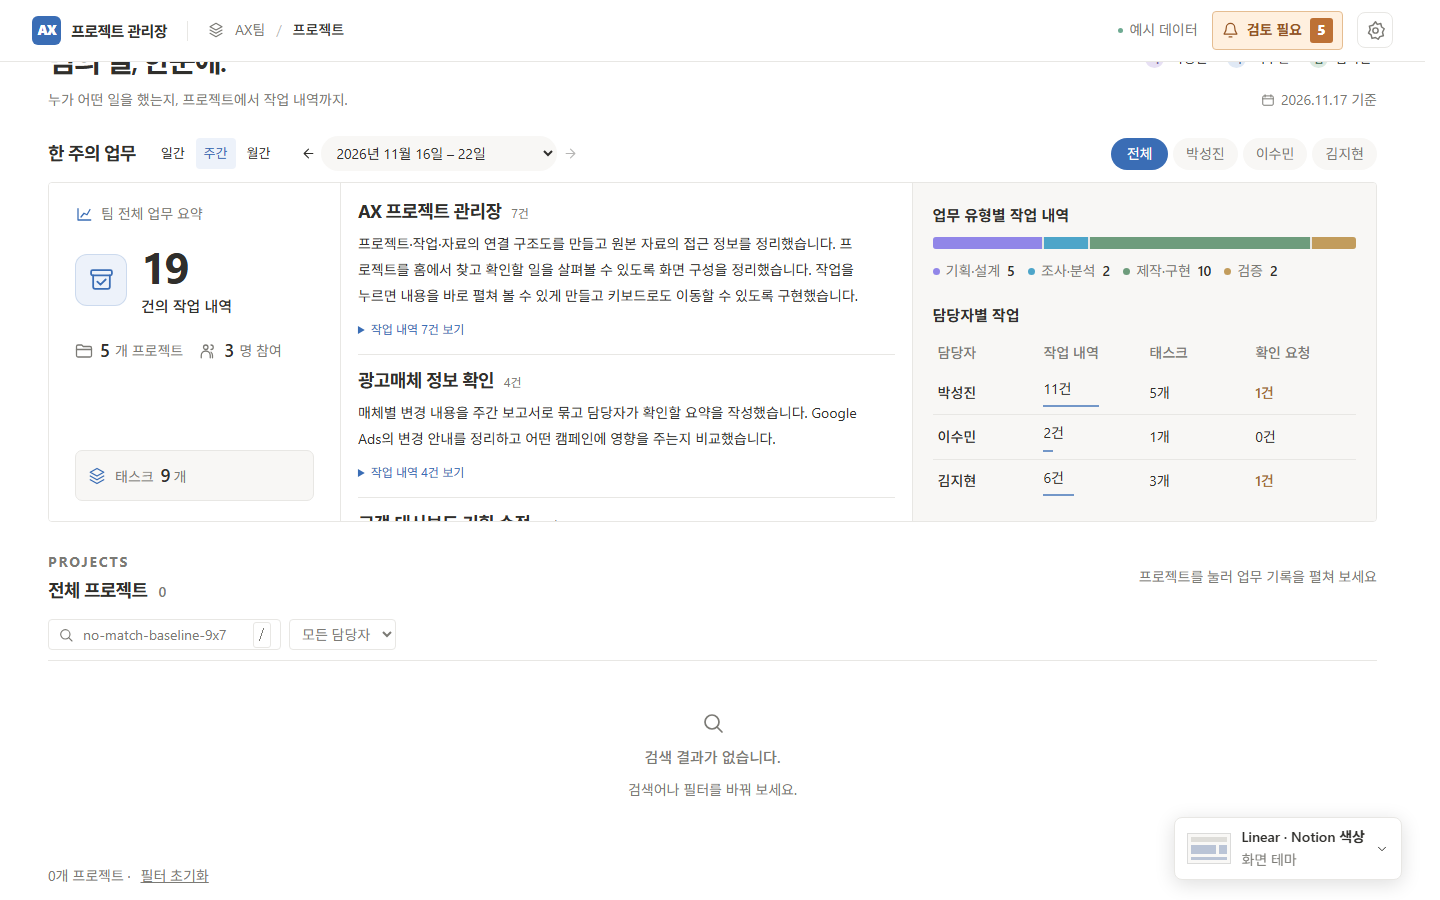 AX 프로젝트 관리장
AX팀 / 프로젝트
예시 데이터
검토 필요 5
팀의 일, 한눈에.
누가 어떤 일을 했는지, 프로젝트에서 작업 내역까지.
2026.11.17 기준
한 주의 업무
일간 주간 월간
← 2026년 11월 16일 – 22일 →
전체 박성진 이수민 김지현
팀 전체 업무 요약
19
건의 작업 내역
5 개 프로젝트 3 명 참여
태스크 9 개
AX 프로젝트 관리장 7건
프로젝트·작업·자료의 연결 구조도를 만들고 원본 자료의 접근 정보를 정리했습니다. 프
로젝트를 홈에서 찾고 확인할 일을 살펴볼 수 있도록 화면 구성을 정리했습니다. 작업을
누르면 내용을 바로 펼쳐 볼 수 있게 만들고 키보드로도 이동할 수 있도록 구현했습니다.
▶ 작업 내역 7건 보기
광고매체 정보 확인 4건
매체별 변경 내용을 주간 보고서로 묶고 담당자가 확인할 요약을 작성했습니다. Google
Ads의 변경 안내를 정리하고 어떤 캠페인에 영향을 주는지 비교했습니다.
▶ 작업 내역 4건 보기
업무 유형별 작업 내역
기획·설계 5 조사·분석 2 제작·구현 10 검증 2
담당자별 작업
담당자 작업 내역 태스크 확인 요청
박성진 11건 5개 1건
이수민 2건 1개 0건
김지현 6건 3개 1건
PROJECTS
전체 프로젝트 0
프로젝트를 눌러 업무 기록을 펼쳐 보세요
no-match-baseline-9x7 /
모든 담당자
검색 결과가 없습니다.
검색어나 필터를 바꿔 보세요.
0개 프로젝트 · 필터 초기화
Linear · Notion 색상
화면 테마